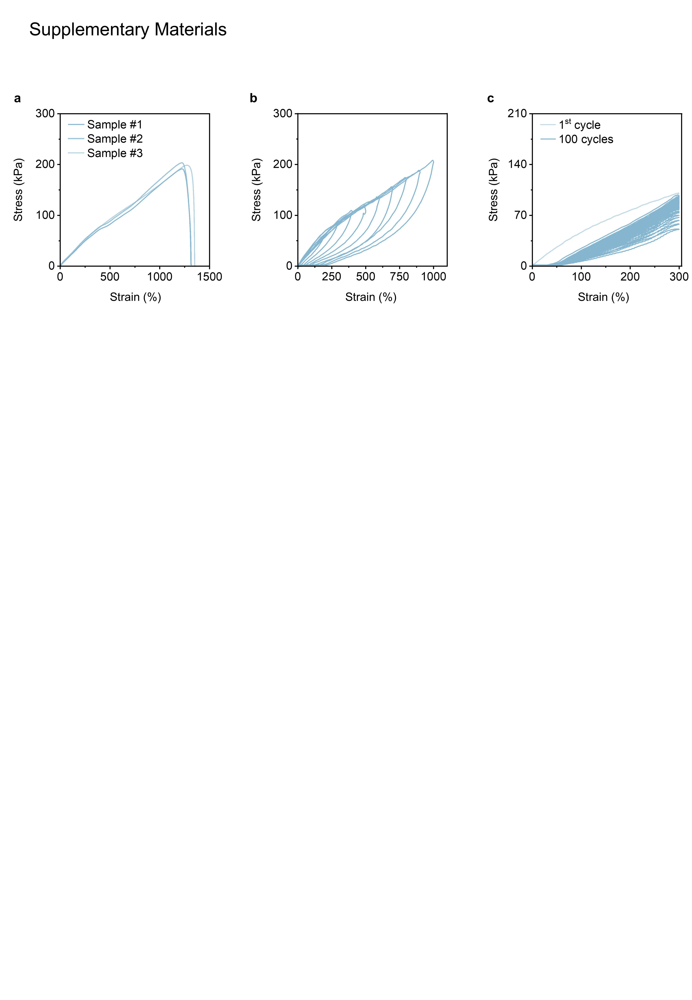 Supplementary Materials
a
300
200
100
0
Stress (kPa)
Sample #1
Sample #2
Sample #3
0 500 1000 1500
Strain (%)
b
300
200
100
0
Stress (kPa)
0 250 500 750 1000
Strain (%)
c
210
140
70
0
Stress (kPa)
1st cycle
100 cycles
0 100 200 300
Strain (%)